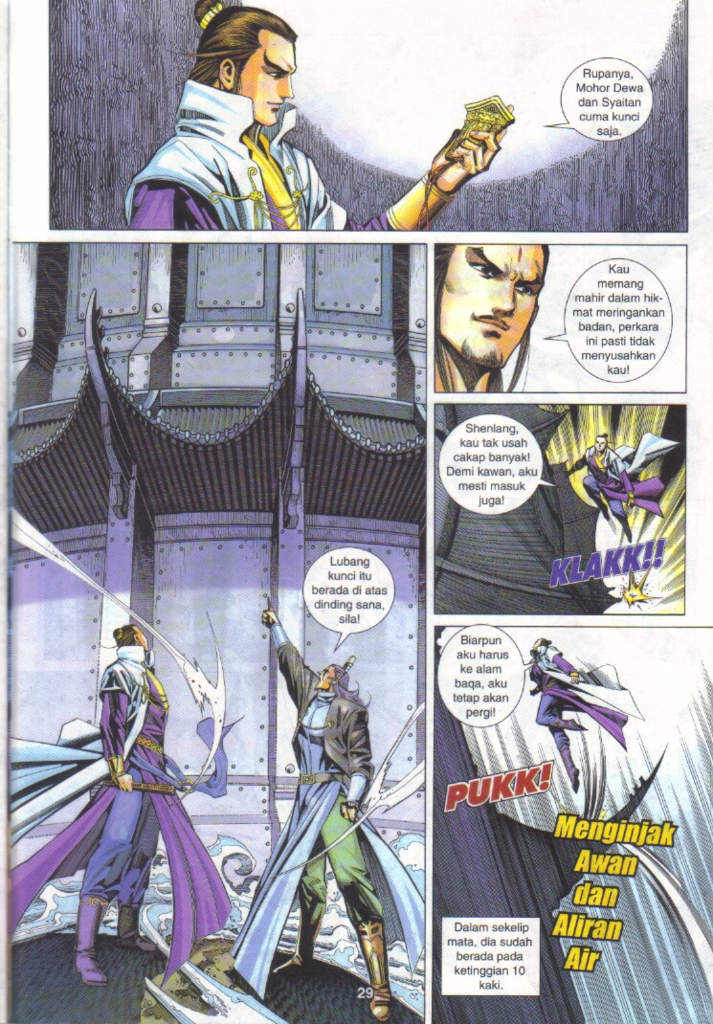 Rupanya,
Mohor Dewa
dan Syaitan
cuma kunci
saja.
Lubang
kunci itu
berada di atas
dinding sana,
sila!
Kau
memang
mahir dalam hik-
mat meringankan
badan, perkara
ini pasti tidak
menyusahkan
kau!
Shenlang,
kau tak usah
cakap banyak!
Demi kawan, aku
mesti masuk
juga!
KLAKK!!
Biarpun
aku harus
ke alam
baqa, aku
tetap akan
pergi!
PUKK!
Menginjak
Awan
dan
Aliran
Air
Dalam sekelip
mata, dia sudah
berada pada
ketinggian 10
kaki.
29